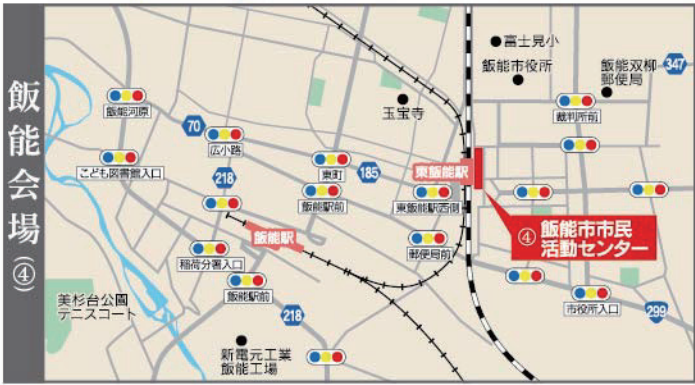 飯能会場(④)
富士見小
飯能市役所
飯能双柳
郵便局
347
飯能河原
玉宝寺
裁判所前
70
広小路
こども図書館入口
218
東町
185
東飯能駅
飯能駅前
東飯能駅西側
④ 飯能市市民
活動センター
飯能駅
郵便局前
稲荷分署入口
飯能駅前
美杉台公園
テニスコート
218
市役所入口
299
新電元工業
飯能工場